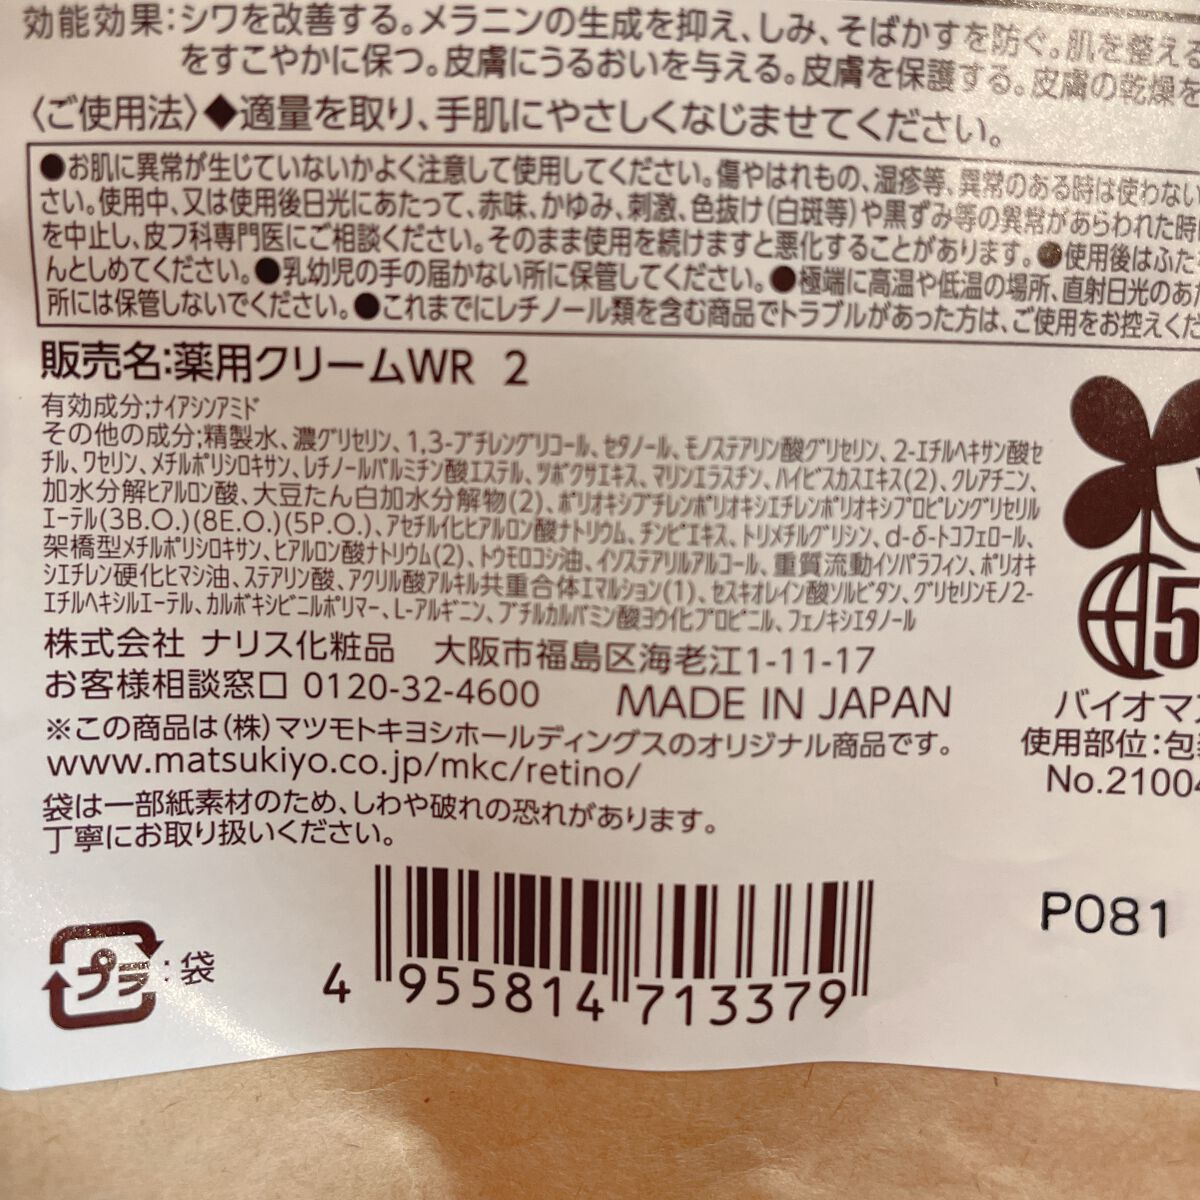 効能効果:シワを改善する。メラニンの生成を抑え、しみ、そばかすを防ぐ。肌を整える
をすこやかに保つ。皮膚にうるおいを与える。皮膚を保護する。皮膚の乾燥を
〈ご使用法〉◆適量を取り、手肌にやさしくなじませてください。
●お肌に異常が生じていないかよく注意して使用してください。傷やはれもの、湿疹等、異常のある時は使わない
さい。使用中、又は使用後日光にあたって、赤味、かゆみ、刺激、色抜け(白斑等)や黒ずみ等の異常があらわれた時
を中止し、皮フ科専門医にご相談ください。そのまま使用を続けますと悪化することがあります。●使用後はふた
んとしめてください。●乳幼児の手の届かない所に保管してください。●極端に高温や低温の場所、直射日光のあた
所には保管しないでください。●これまでにレチノール類を含む商品でトラブルがあった方は、ご使用をお控えくだ
販売名:薬用クリームWR 2
有効成分;ナイアシンアミド
その他の成分;精製水、濃グリセリン、1,3-ブチレングリコール、セタノール、モノステアリン酸グリセリン、2-エチルヘキサン酸セ
チル、ワセリン、メチルポリシロキサン、レチノールパルミチン酸エステル、ツボクサエキス、マリンエラスチン、ハイビスカスエキス(2)、クレアチン、
加水分解ヒアルロン酸、大豆たん白加水分解物(2)、ポリオキシブチレンポリオキシエチレンポリオキシプロピレングリセリル
エーテル(3B.O.)(8E.O.)(5P.O.)、アセチル化ヒアルロン酸ナトリウム、チンピエキス、トリメチルグリシン、d-δ-トコフェロール、
架橋型メチルポリシロキサン、ヒアルロン酸ナトリウム(2)、トウモロコシ油、イソステアリルアルコール、重質流動イソパラフィン、ポリオキ
シエチレン硬化ヒマシ油、ステアリン酸、アクリル酸アルキル共重合体エマルション(1)、セスキオレイン酸ソルビタン、グリセリンモノ2-
エチルヘキシルエーテル、カルボキシビニルポリマー、L-アルギニン、ブチルカルバミン酸ヨウ化プロピニル、フェノキシエタノール
株式会社 ナリス化粧品 大阪市福島区海老江1-11-17
お客様相談窓口 0120-32-4600 MADE IN JAPAN
※この商品は(株)マツモトキヨシホールディングスのオリジナル商品です。
www.matsukiyo.co.jp/mkc/retino/
袋は一部紙素材のため、しわや破れの恐れがあります。
丁寧にお取り扱いください。
5
バイオマ
使用部位:包
No.21004
P081
プラ:袋
4 955814 713379